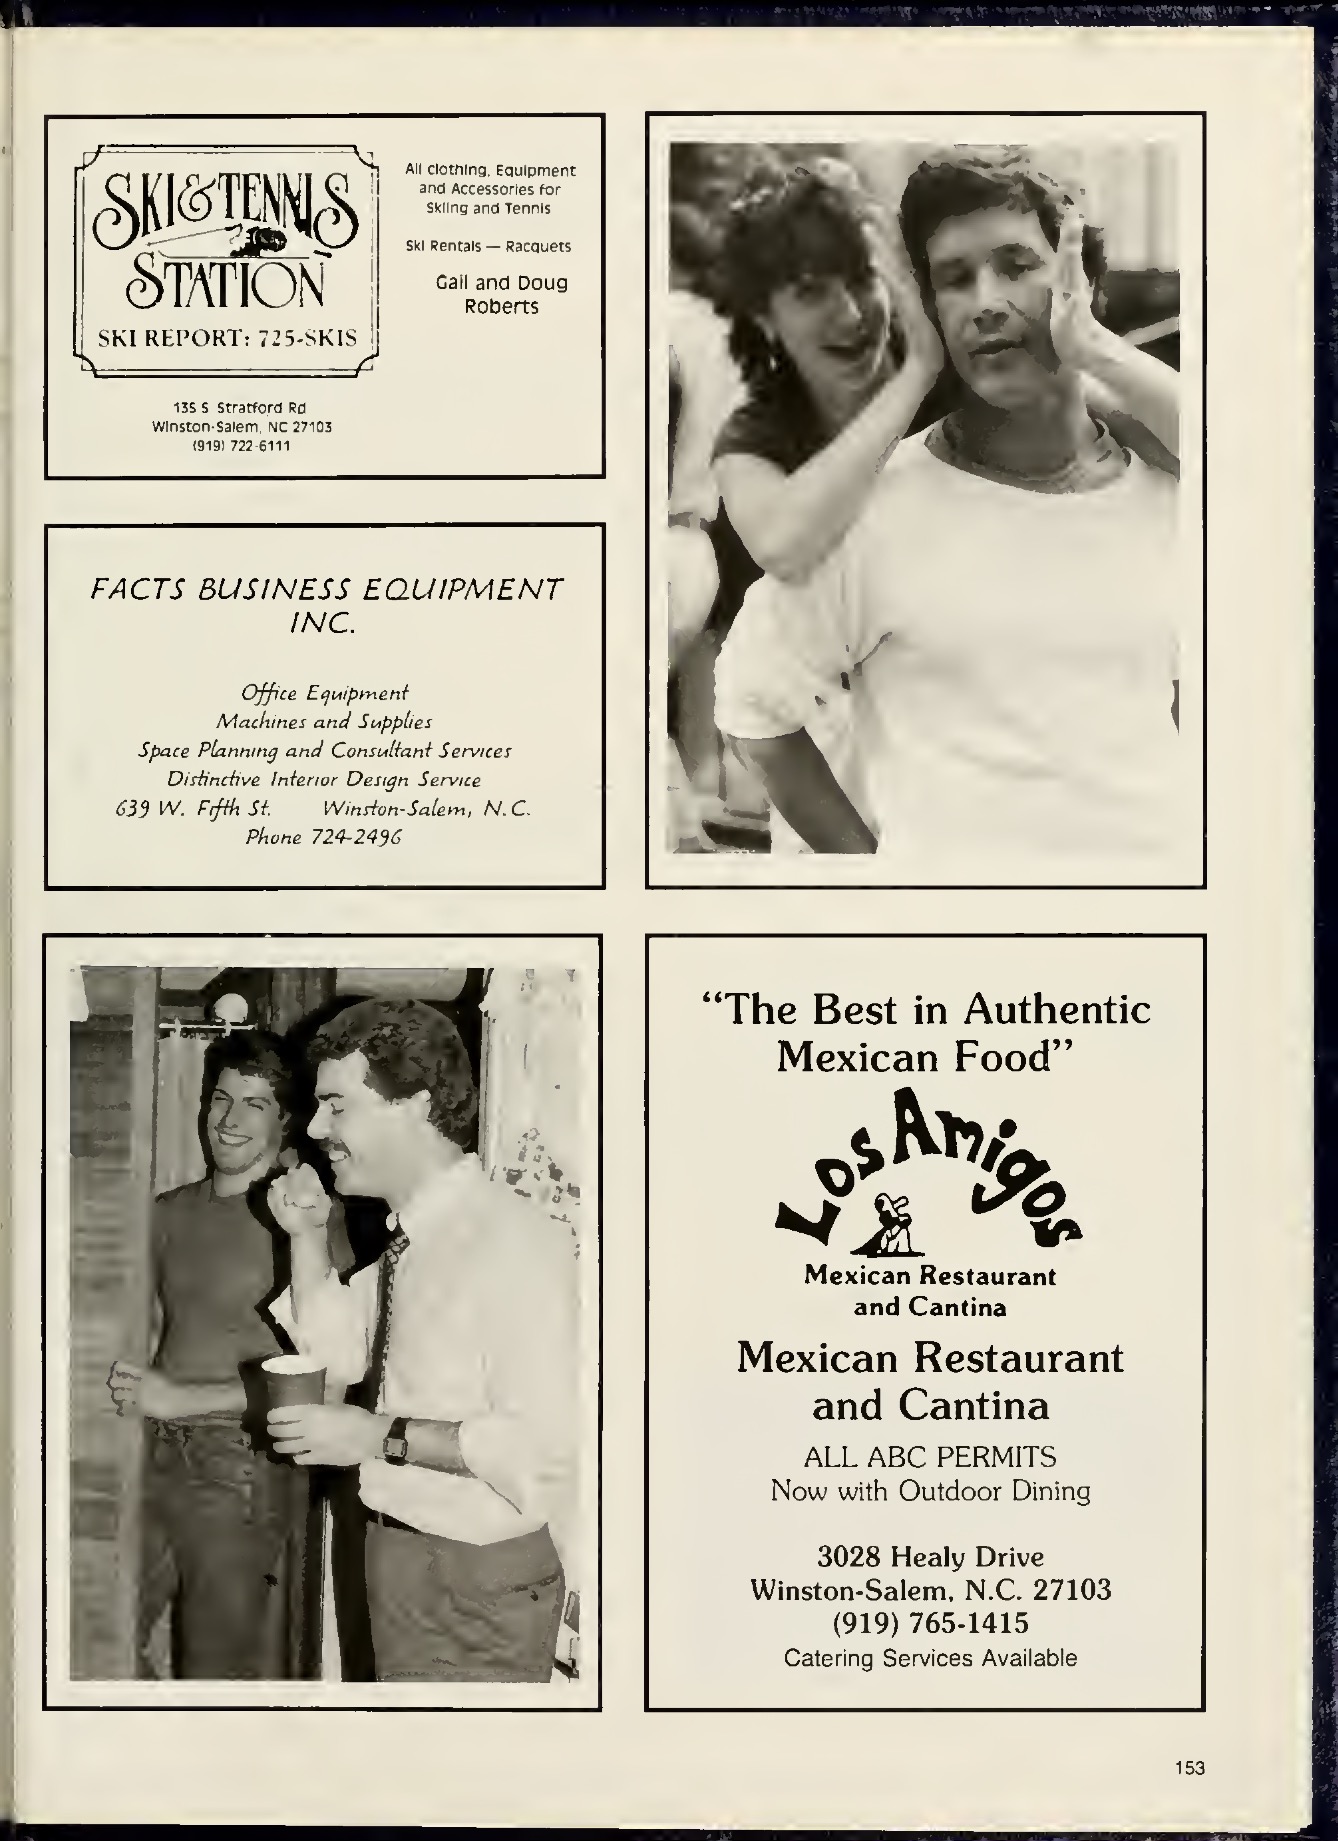 SKI & TENNIS
STATION
SKI REPORT: 725-SKIS
135 S Stratford Rd
Winston-Salem, NC 27103
(919) 722-6111
All clothing, Equipment
and Accessories for
Skiing and Tennis
Ski Rentals — Racquets
Gail and Doug
Roberts
FACTS BUSINESS EQUIPMENT
INC.
Office Equipment
Machines and Supplies
Space Planning and Consultant Services
Distinctive Interior Design Service
639 W. Fifth St. Winston-Salem, N.C.
Phone 724-2496
“The Best in Authentic
Mexican Food”
Los Amigos
Mexican Restaurant
and Cantina
Mexican Restaurant
and Cantina
ALL ABC PERMITS
Now with Outdoor Dining
3028 Healy Drive
Winston-Salem, N.C. 27103
(919) 765-1415
Catering Services Available
153